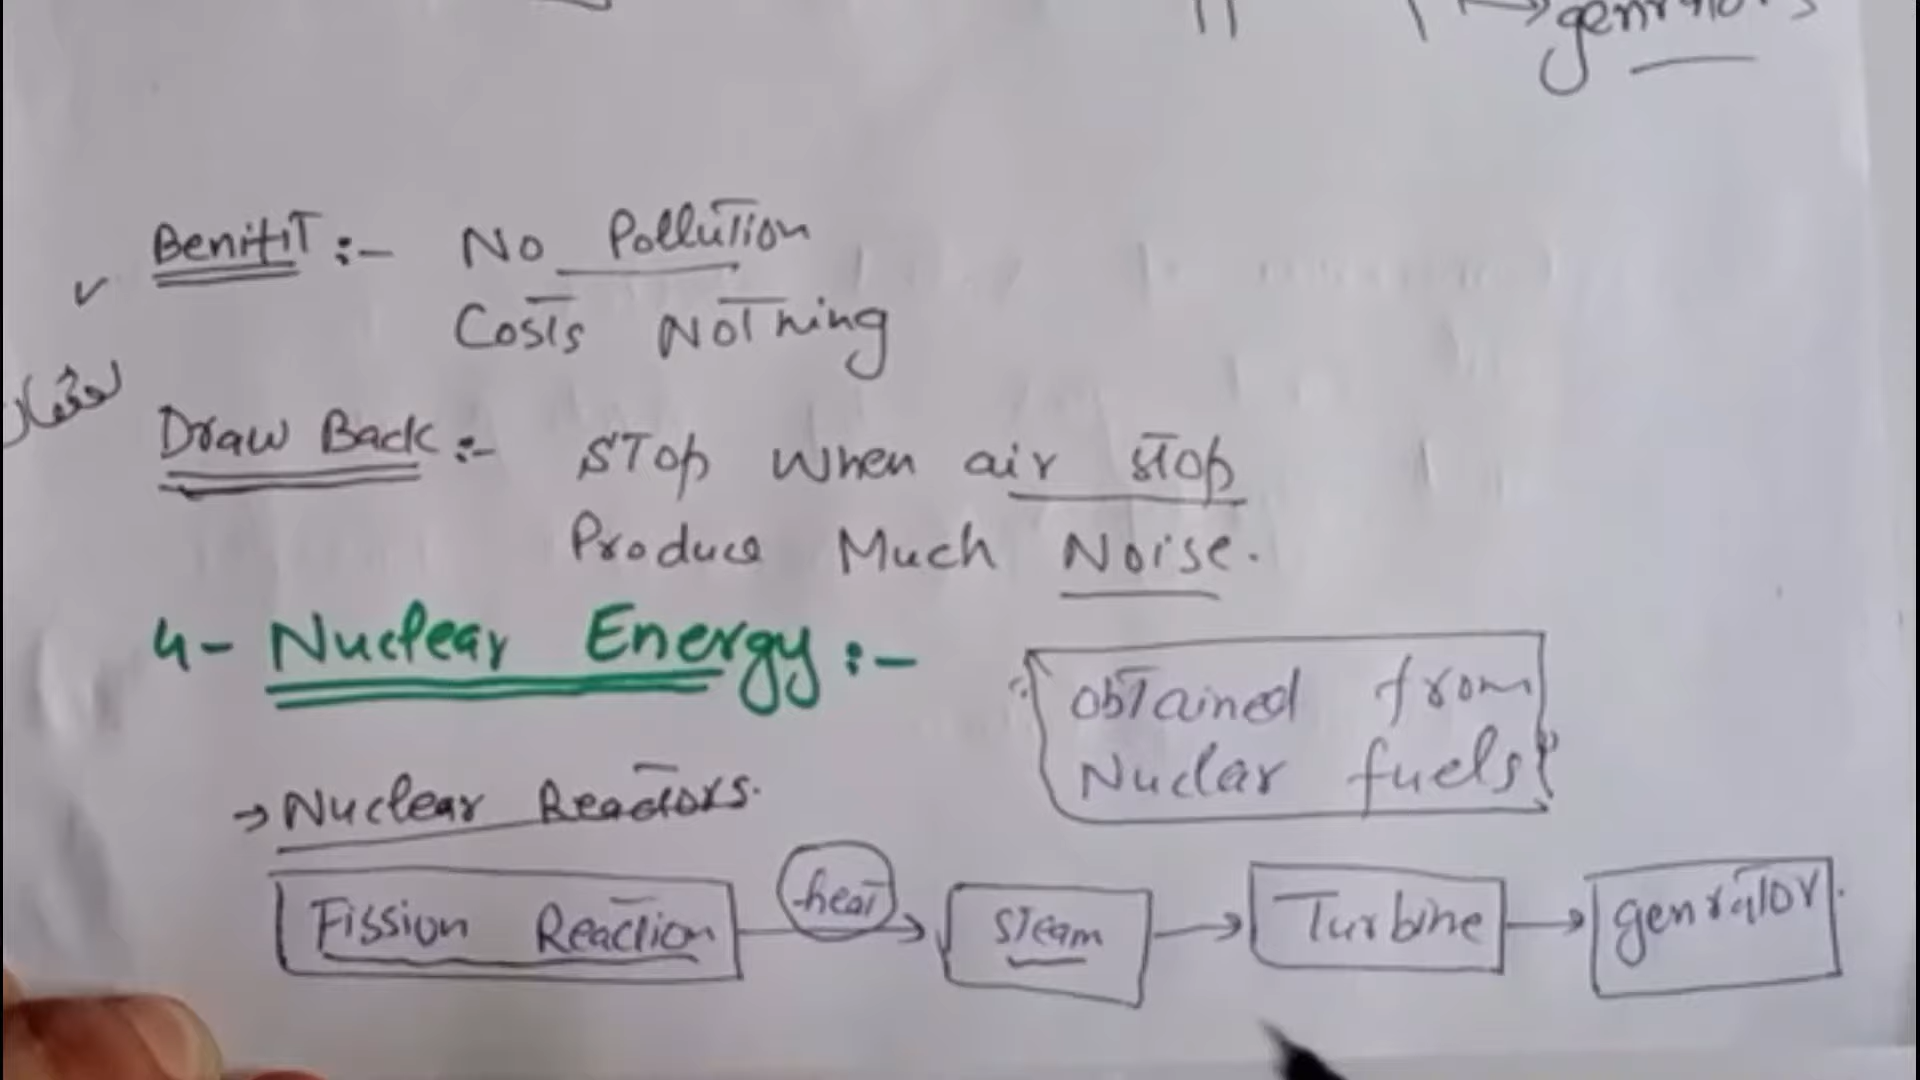 Benifit :- No Pollution
Costs Nothing
Draw Back :- Stop When air stop
Produce Much Noise.
4- Nuclear Energy :-
obtained from
Nuclar fuels
→ Nuclear Reactors.
Fission Reaction heat → steam → Turbine → genrator.